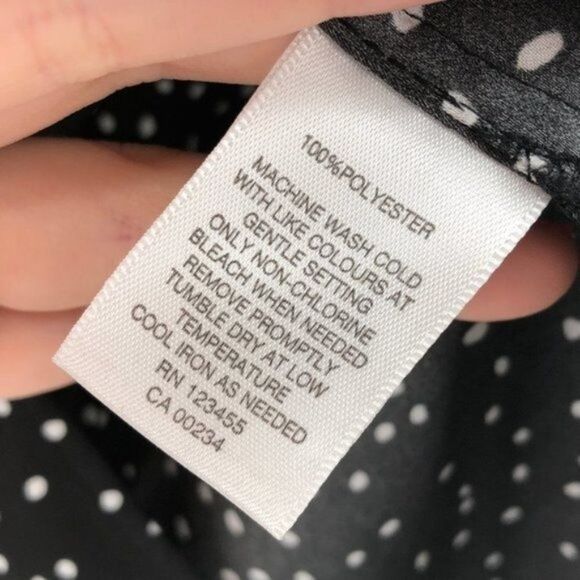 100%POLYESTER
MACHINE WASH COLD
WITH LIKE COLOURS AT
GENTLE SETTING
ONLY NON-CHLORINE
BLEACH WHEN NEEDED
REMOVE PROMPTLY
TUMBLE DRY AT LOW
TEMPERATURE
COOL IRON AS NEEDED
RN 123455
CA 00234